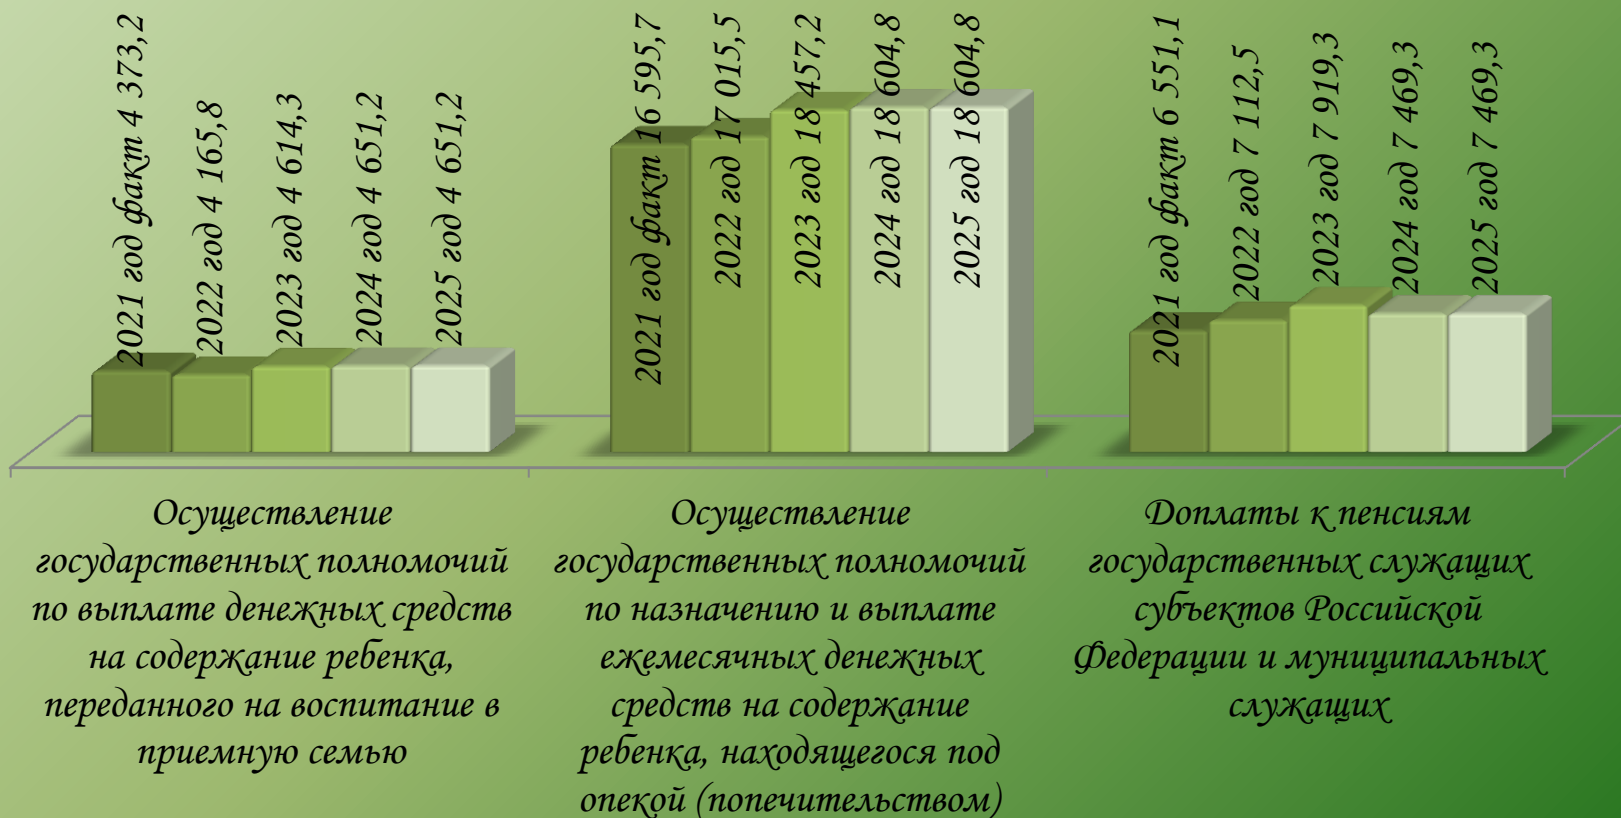 2021 год факт 4 373,2
2022 год 4 165,8
2023 год 4 614,3
2024 год 4 651,2
2025 год 4 651,2
2021 год факт 16 595,7
2022 год 17 015,5
2023 год 18 457,2
2024 год 18 604,8
2025 год 18 604,8
2021 год факт 6 551,1
2022 год 7 112,5
2023 год 7 919,3
2024 год 7 469,3
2025 год 7 469,3
Осуществление
государственных полномочий
по выплате денежных средств
на содержание ребенка,
переданного на воспитание в
приемную семью
Осуществление
государственных полномочий
по назначению и выплате
ежемесячных денежных
средств на содержание
ребенка, находящегося под
опекой (попечительством)
Доплаты к пенсиям
государственных служащих
субъектов Российской
Федерации и муниципальных
служащих